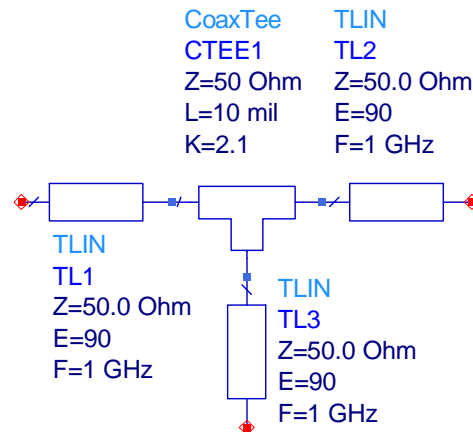 CoaxTee
CTEE1
Z=50 Ohm
L=10 mil
K=2.1
TLIN
TL2
Z=50.0 Ohm
E=90
F=1 GHz
TLIN
TL1
Z=50.0 Ohm
E=90
F=1 GHz
TLIN
TL3
Z=50.0 Ohm
E=90
F=1 GHz